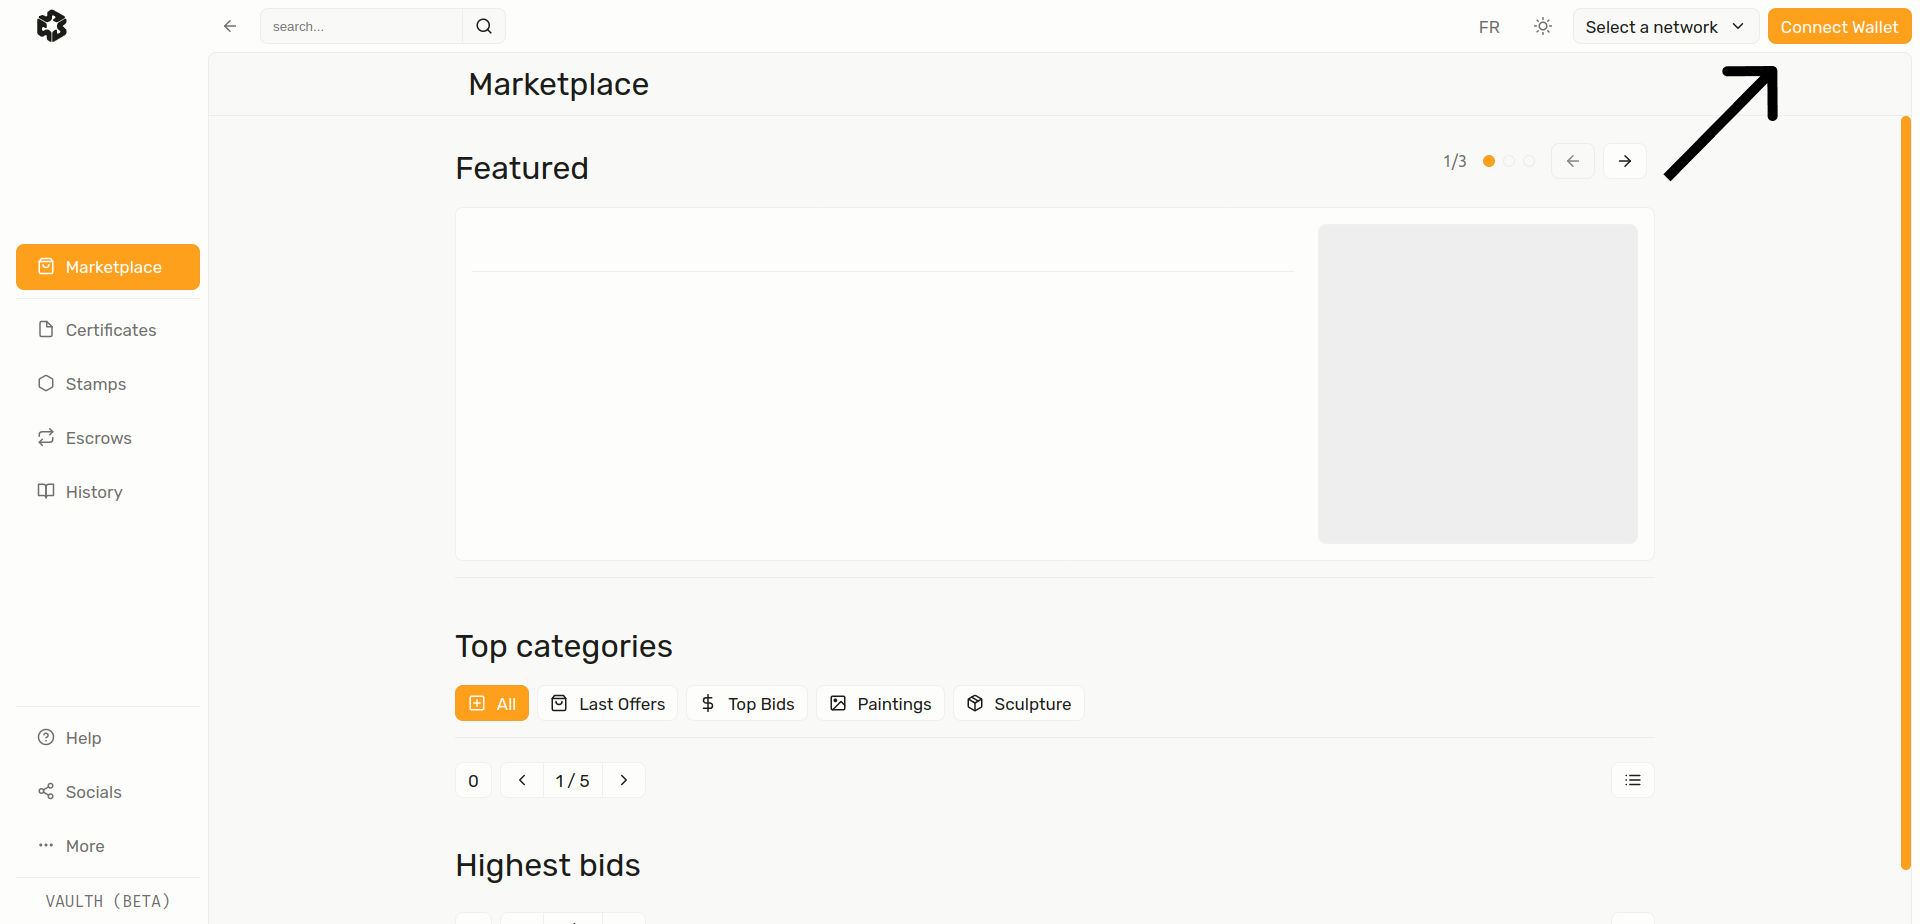 search...
FR
Select a network
Connect Wallet
Marketplace
Featured
1/3
Marketplace
Certificates
Stamps
Escrows
History
Top categories
All
Last Offers
Top Bids
Paintings
Sculpture
0
1 / 5
Highest bids
Help
Socials
More
VAULTH (BETA)